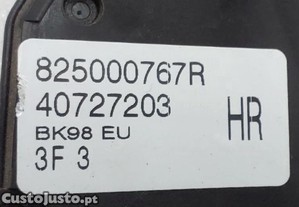 825000767R
40727203
BK98 EU
HR
3F 3
CustoJusto.pt